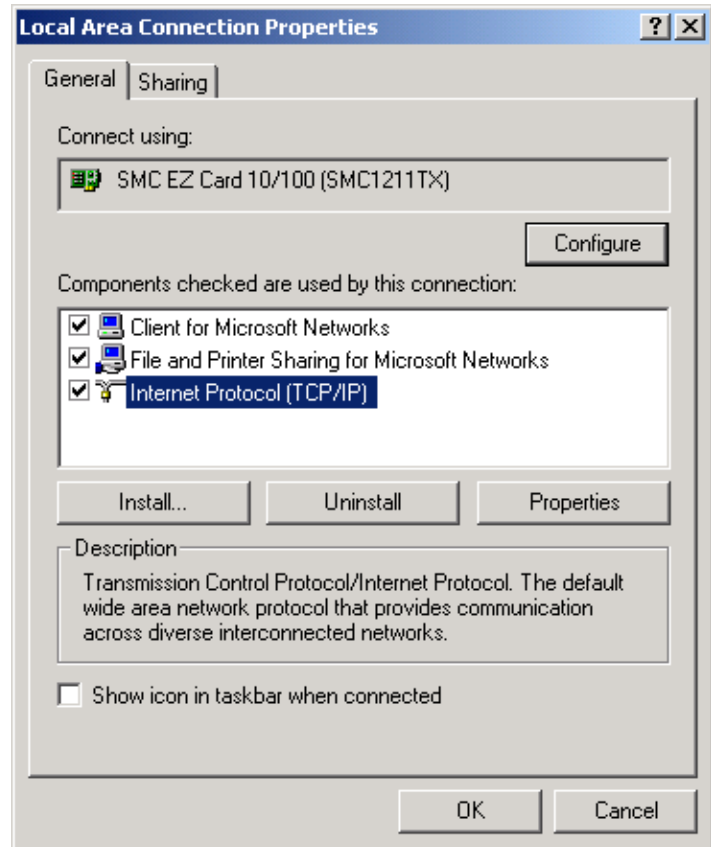 Local Area Connection Properties
General
Sharing
Connect using:
SMC EZ Card 10/100 (SMC1211TX)
Configure
Components checked are used by this connection:
Client for Microsoft Networks
File and Printer Sharing for Microsoft Networks
Internet Protocol (TCP/IP)
Install...
Uninstall
Properties
Description
Transmission Control Protocol/Internet Protocol. The default
wide area network protocol that provides communication
across diverse interconnected networks.
Show icon in taskbar when connected
OK
Cancel